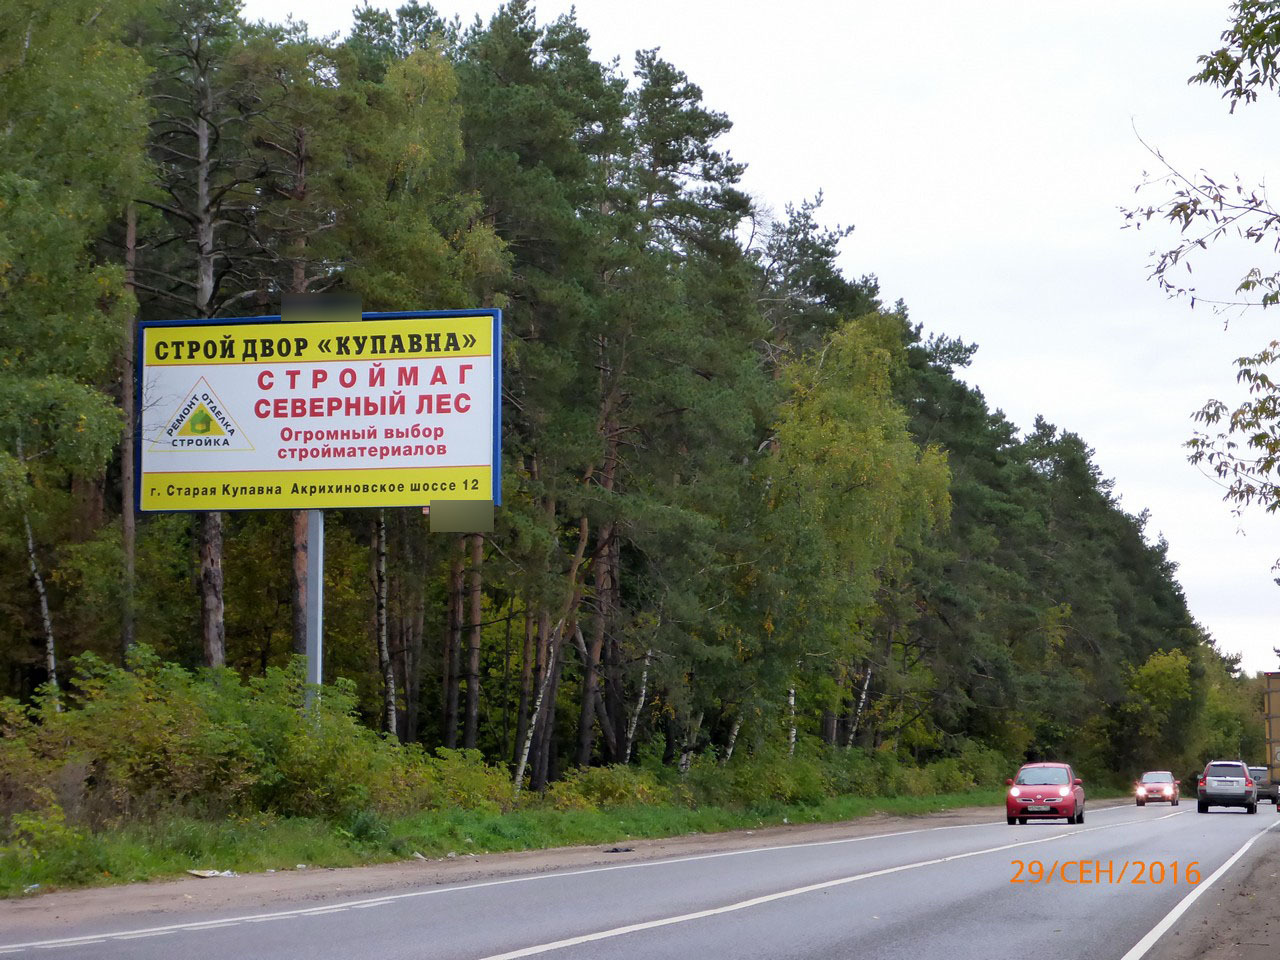 СТРОЙ ДВОР «КУПАВНА»
СТРОЙМАГ
СЕВЕРНЫЙ ЛЕС
Огромный выбор
стройматериалов
РЕМОНТ ОТДЕЛКА
СТРОЙКА
г. Старая Купавна Акрихиновское шоссе 12
29/СЕН/2016